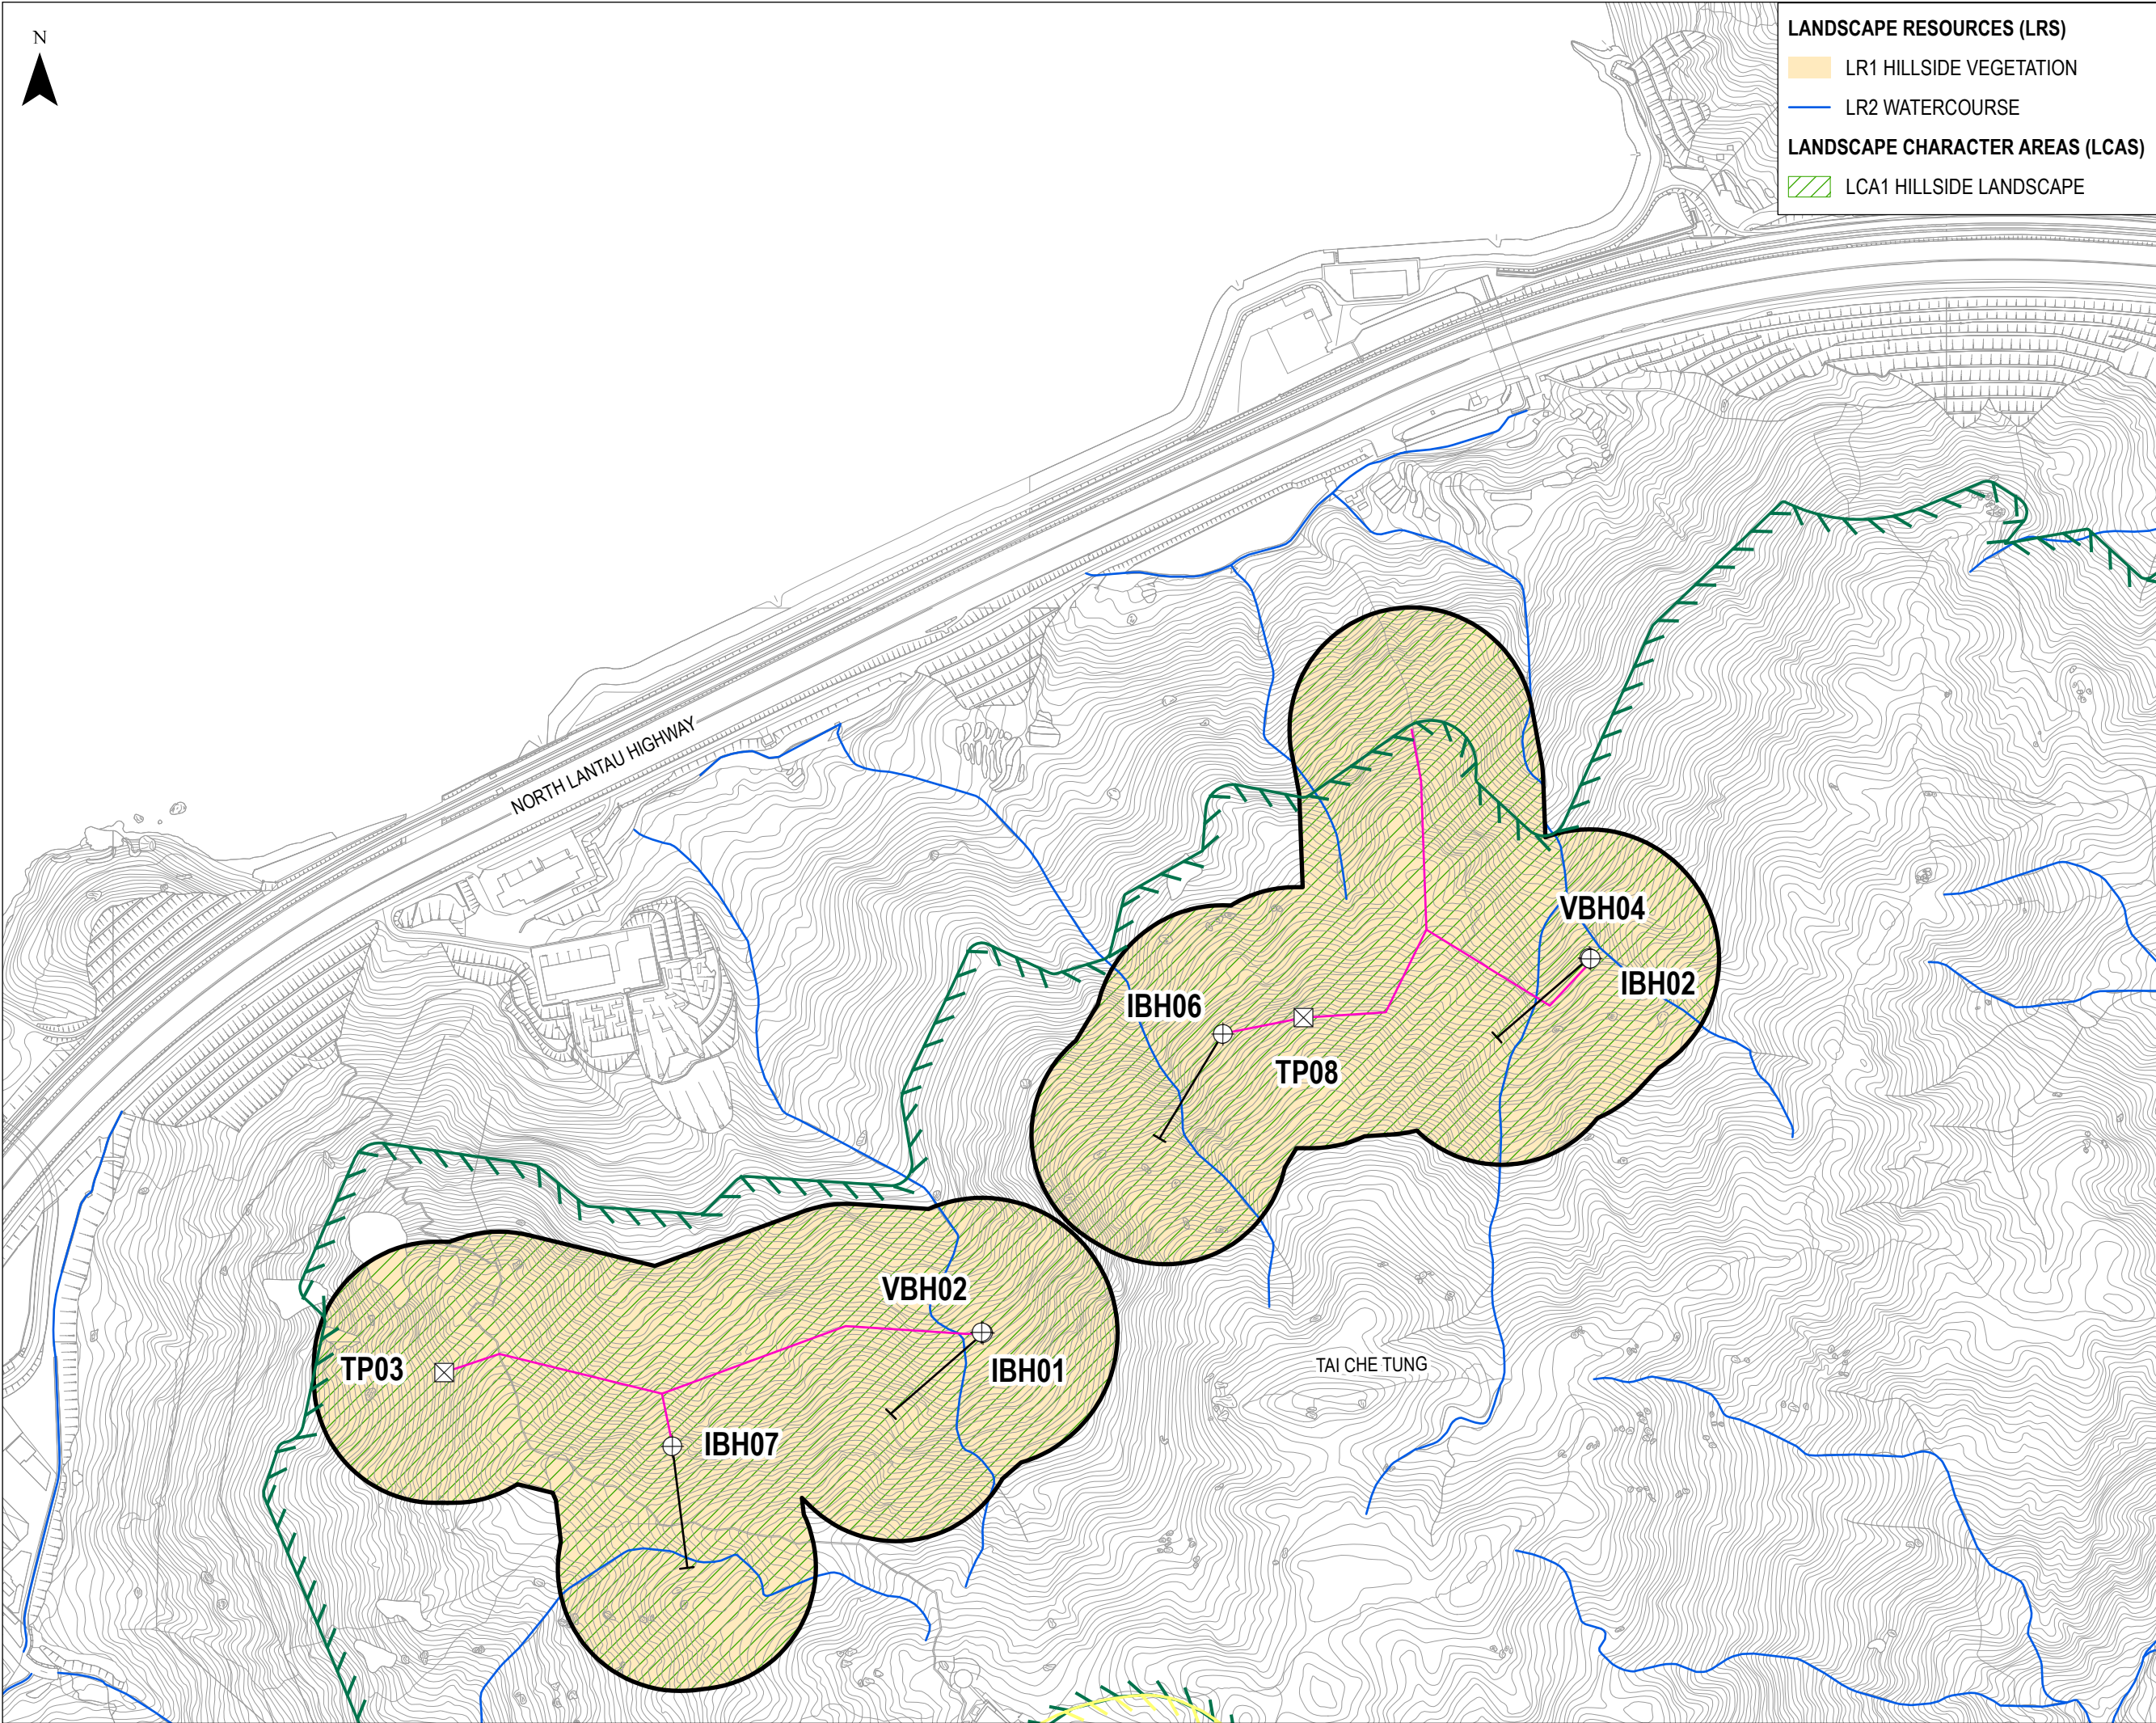 N
LANDSCAPE RESOURCES (LRS)
LR1 HILLSIDE VEGETATION
LR2 WATERCOURSE
LANDSCAPE CHARACTER AREAS (LCAS)
LCA1 HILLSIDE LANDSCAPE
NORTH LANTAU HIGHWAY
VBH04
IBH02
IBH06
TP08
VBH02
TP03
IBH01
TAI CHE TUNG
IBH07